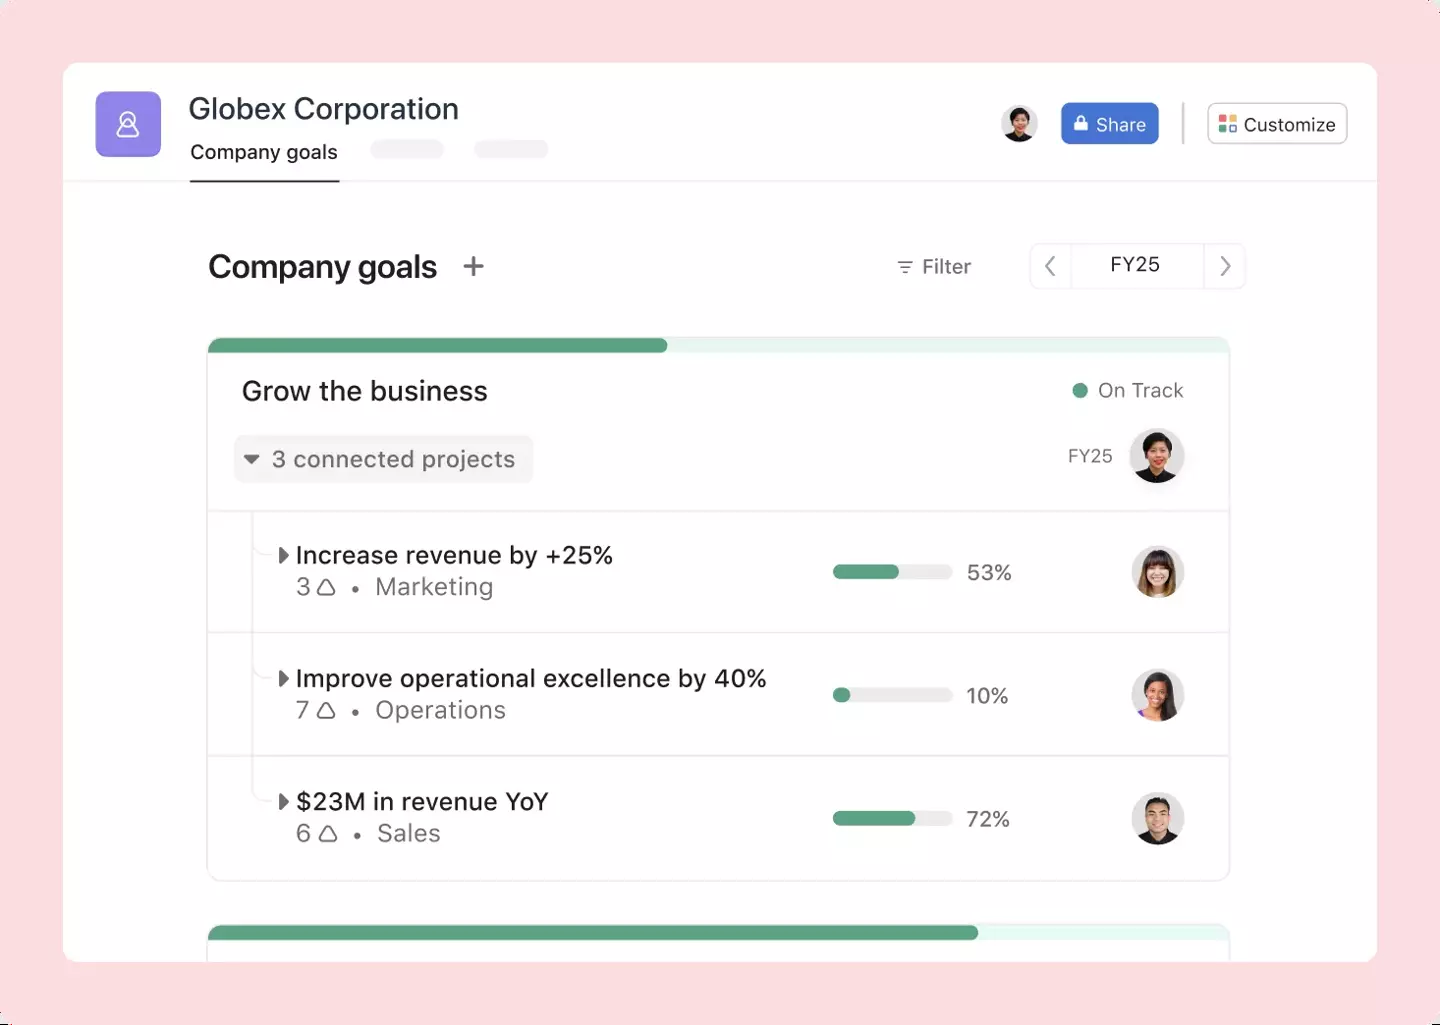 Globex Corporation
Company goals
Share
Customize
Company goals +
Filter
FY25
Grow the business
On Track
3 connected projects
FY25
Increase revenue by +25%
3 • Marketing
53%
Improve operational excellence by 40%
7 • Operations
10%
$23M in revenue YoY
6 • Sales
72%